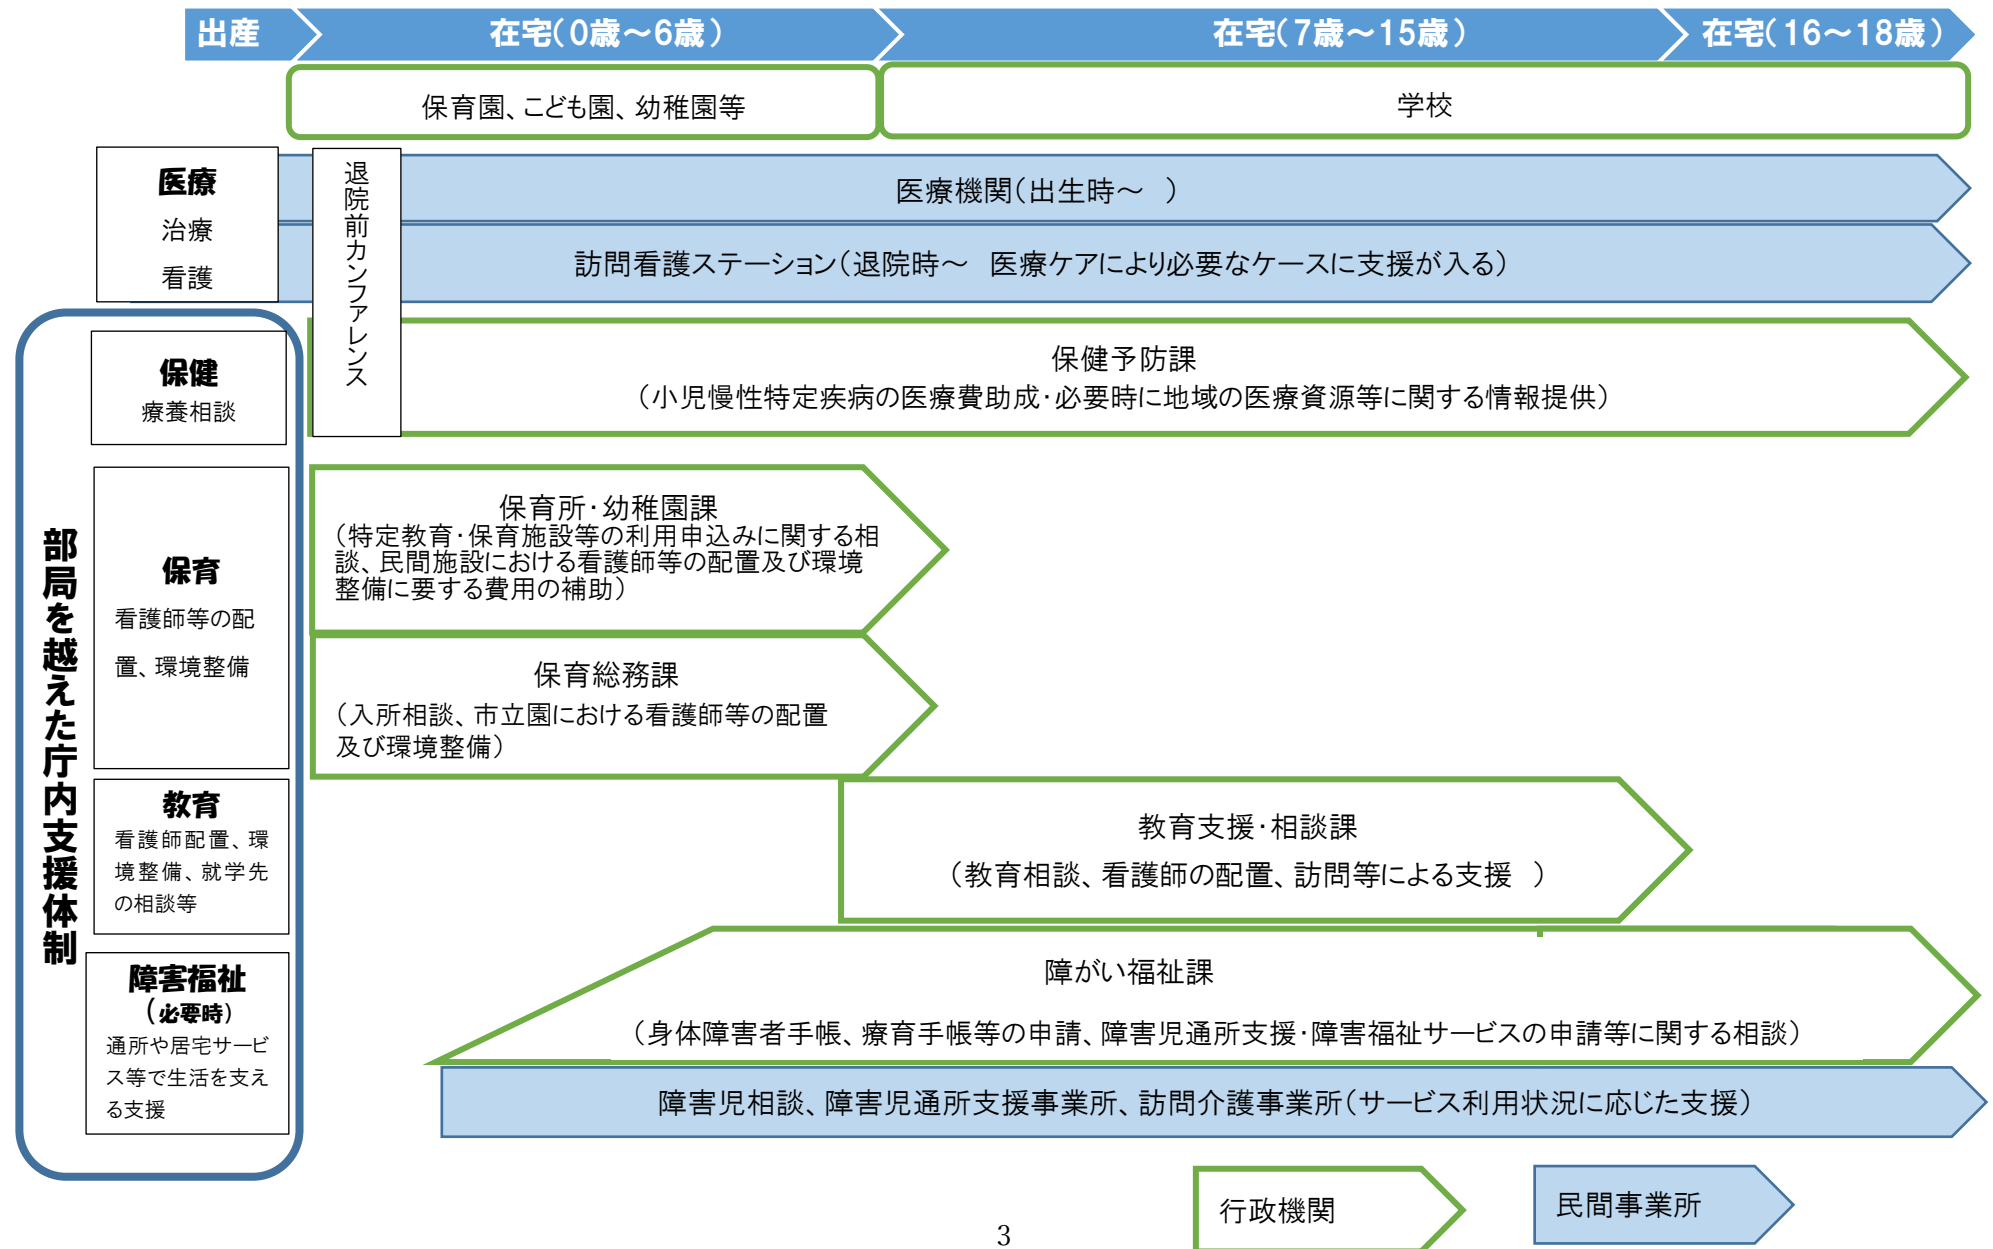 出産
在宅(0歳～6歳)
在宅(7歳～15歳)
在宅(16～18歳)
保育園、こども園、幼稚園等
学校
医療
治療
看護
退院前カンファレンス
医療機関(出生時～　)
訪問看護ステーション(退院時～　医療ケアにより必要なケースに支援が入る)
部局を越えた庁内支援体制
保健
療養相談
保健予防課
(小児慢性特定疾病の医療費助成・必要時に地域の医療資源等に関する情報提供)
保育
看護師等の配
置、環境整備
保育所・幼稚園課
(特定教育・保育施設等の利用申込みに関する相
談、民間施設における看護師等の配置及び環境
整備に要する費用の補助)
保育総務課
(入所相談、市立園における看護師等の配置
及び環境整備)
教育
看護師配置、環
境整備、就学先
の相談等
教育支援・相談課
(教育相談、看護師の配置、訪問等による支援　)
障害福祉
(必要時)
通所や居宅サービ
ス等で生活を支え
る支援
障がい福祉課
(身体障害者手帳、療育手帳等の申請、障害児通所支援・障害福祉サービスの申請等に関する相談)
障害児相談、障害児通所支援事業所、訪問介護事業所(サービス利用状況に応じた支援)
行政機関
民間事業所
3